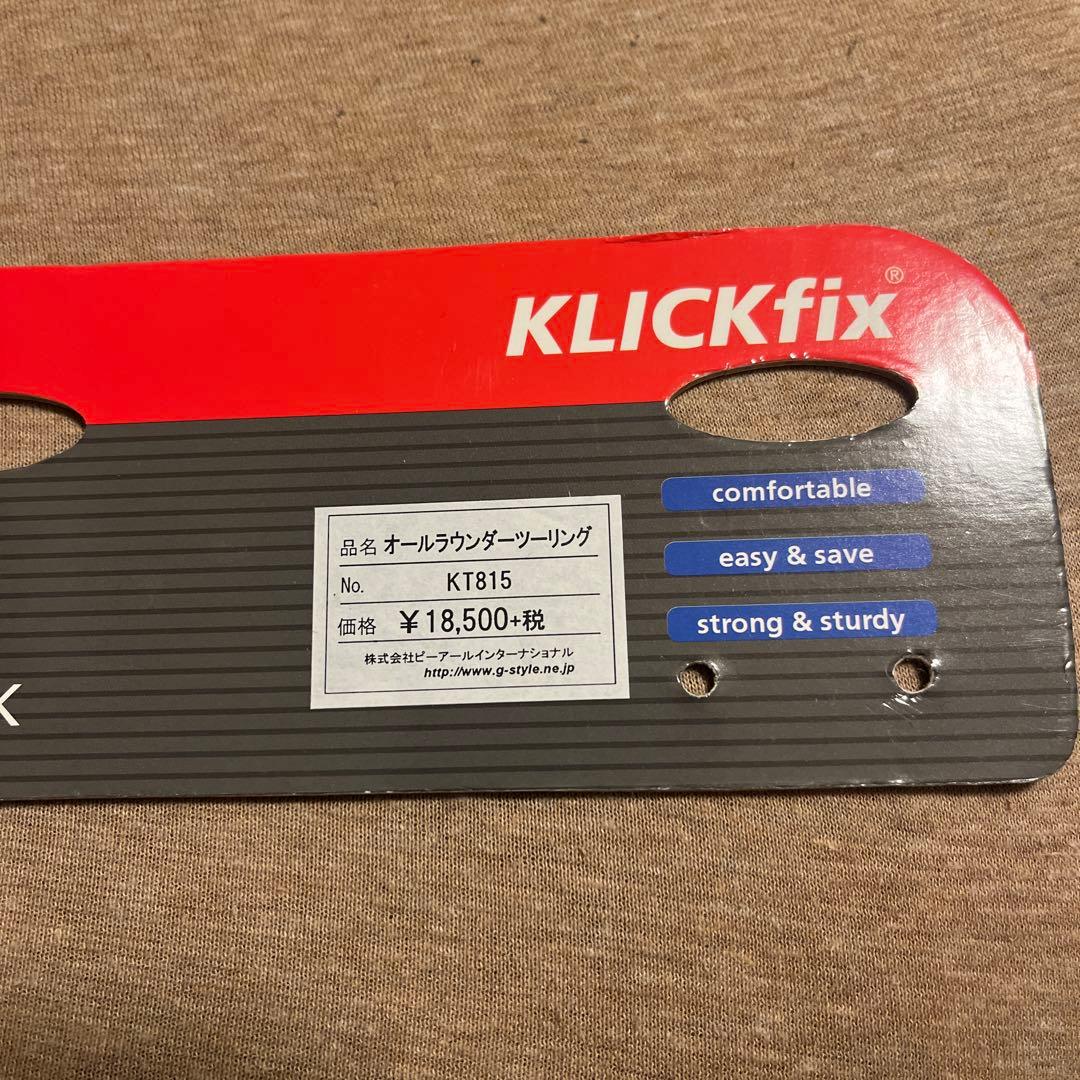 KLICKfix®
comfortable
easy & save
strong & sturdy
品名 オールラウンダーツーリング
No. KT815
価格 ¥18,500+税
株式会社ピーアールインターナショナル
http://www.g-style.ne.jp
K